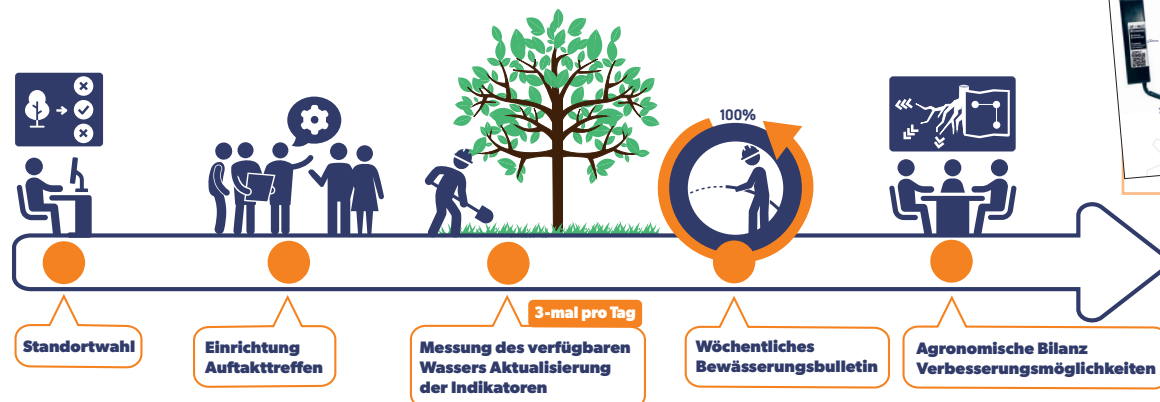 100%
3-mal pro Tag
Standortwahl
Einrichtung
Auftakttreffen
Messung des verfügbaren
Wassers Aktualisierung
der Indikatoren
Wöchentliches
Bewässerungsbulletin
Agronomische Bilanz
Verbesserungsmöglichkeiten